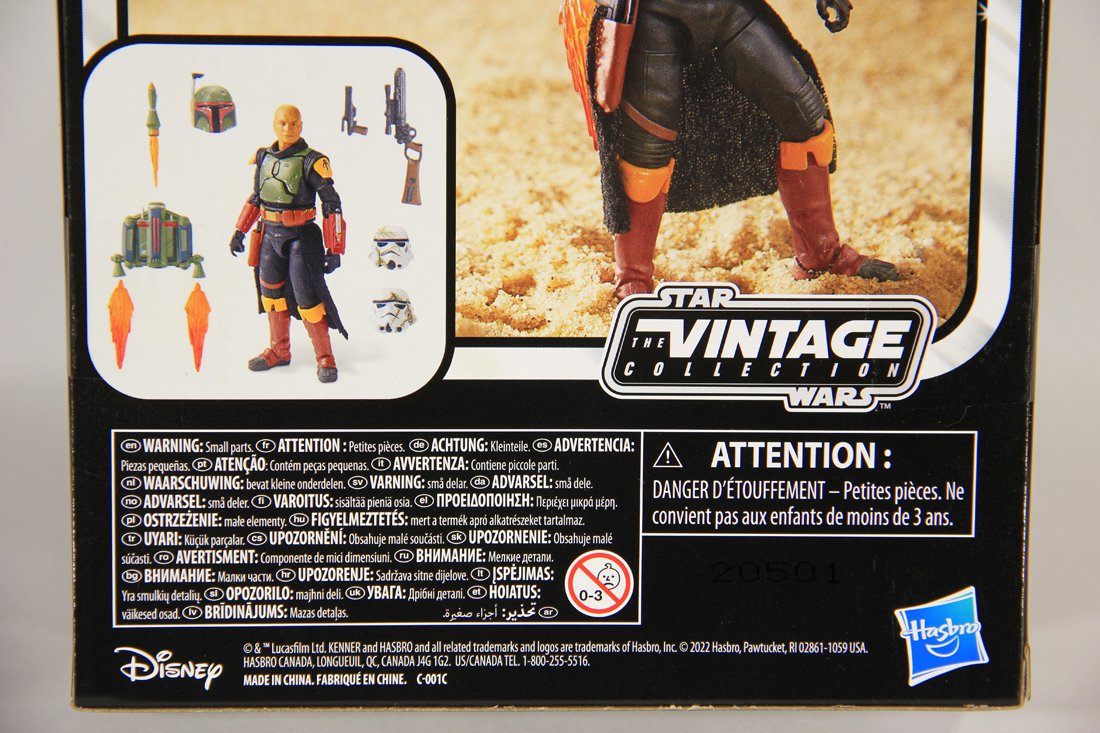 STAR
THE VINTAGE
COLLECTION
WARS™
en WARNING: Small parts. fr ATTENTION : Petites pièces. de ACHTUNG: Kleinteile. es ADVERTENCIA:
Piezas pequeñas. pt ATENÇÃO: Contém peças pequenas. it AVVERTENZA: Contiene piccole parti.
nl WAARSCHUWING: bevat kleine onderdelen. sv VARNING: små delar. da ADVARSEL: små dele.
no ADVARSEL: små deler. fi VAROITUS: sisältää pieniä osia. el ΠΡΟΕΙΔΟΠΟΙΗΣΗ: Περιέχει μικρά μέρη.
pl OSTRZEŻENIE: małe elementy. hu FIGYELMEZTETÉS: mert a termék apró alkatrészeket tartalmaz.
tr UYARI: Küçük parçalar. cs UPOZORNĚNÍ: Obsahuje malé součásti. sk UPOZORNENIE: Obsahuje malé
súčasti. ro AVERTISMENT: Componente de mici dimensiuni. ru ВНИМАНИЕ: Мелкие детали.
bg ВНИМАНИЕ: Малки части. hr UPOZORENJE: Sadržava sitne dijelove. lt ĮSPĖJIMAS:
Yra smulkių detalių. sl OPOZORILO: majhni deli. uk УВАГА: Дрібні деталі. et HOIATUS:
väikesed osad. lv BRĪDINĀJUMS: Mazas detaļas. ar تحذير: أجزاء صغيرة.
0-3
⚠ ATTENTION :
DANGER D'ÉTOUFFEMENT – Petites pièces. Ne
convient pas aux enfants de moins de 3 ans.
20501
Disney
© & ™ Lucasfilm Ltd. KENNER and HASBRO and all related trademarks and logos are trademarks of Hasbro, Inc. © 2022 Hasbro, Pawtucket, RI 02861-1059 USA.
HASBRO CANADA, LONGUEUIL, QC, CANADA J4G 1G2. US/CANADA TEL. 1-800-255-5516.
MADE IN CHINA. FABRIQUÉ EN CHINE. C-001C
Hasbro